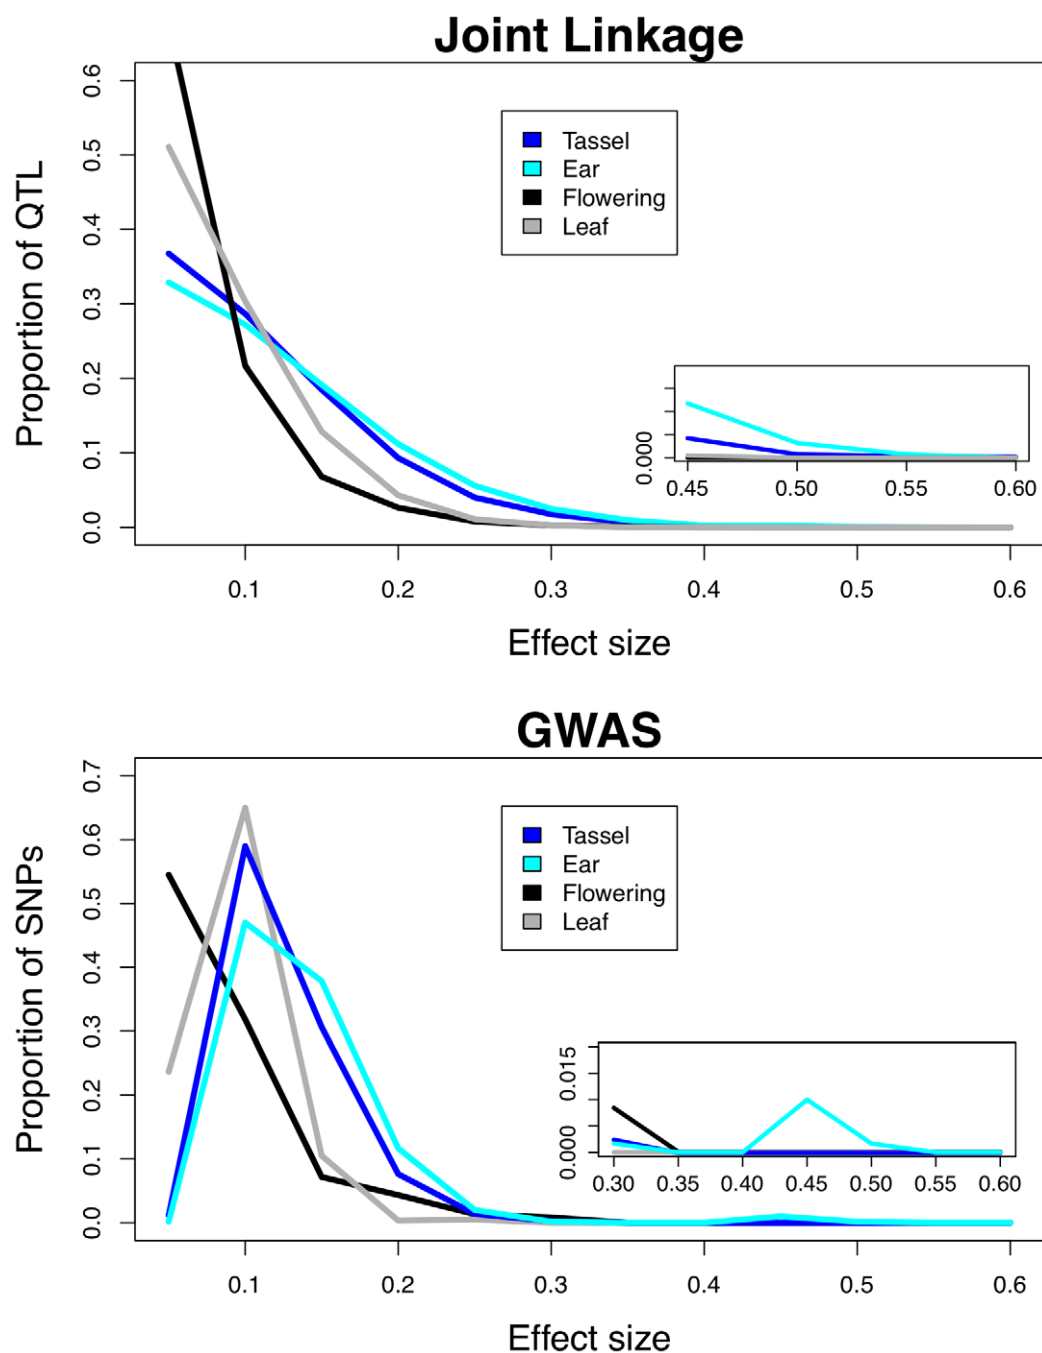 Joint Linkage
Proportion of QTL
0.0 0.1 0.2 0.3 0.4 0.5 0.6
Tassel
Ear
Flowering
Leaf
0.000
0.45 0.50 0.55 0.60
0.1 0.2 0.3 0.4 0.5 0.6
Effect size
GWAS
Proportion of SNPs
0.0 0.1 0.2 0.3 0.4 0.5 0.6 0.7
Tassel
Ear
Flowering
Leaf
0.000 0.015
0.30 0.35 0.40 0.45 0.50 0.55 0.60
0.1 0.2 0.3 0.4 0.5 0.6
Effect size